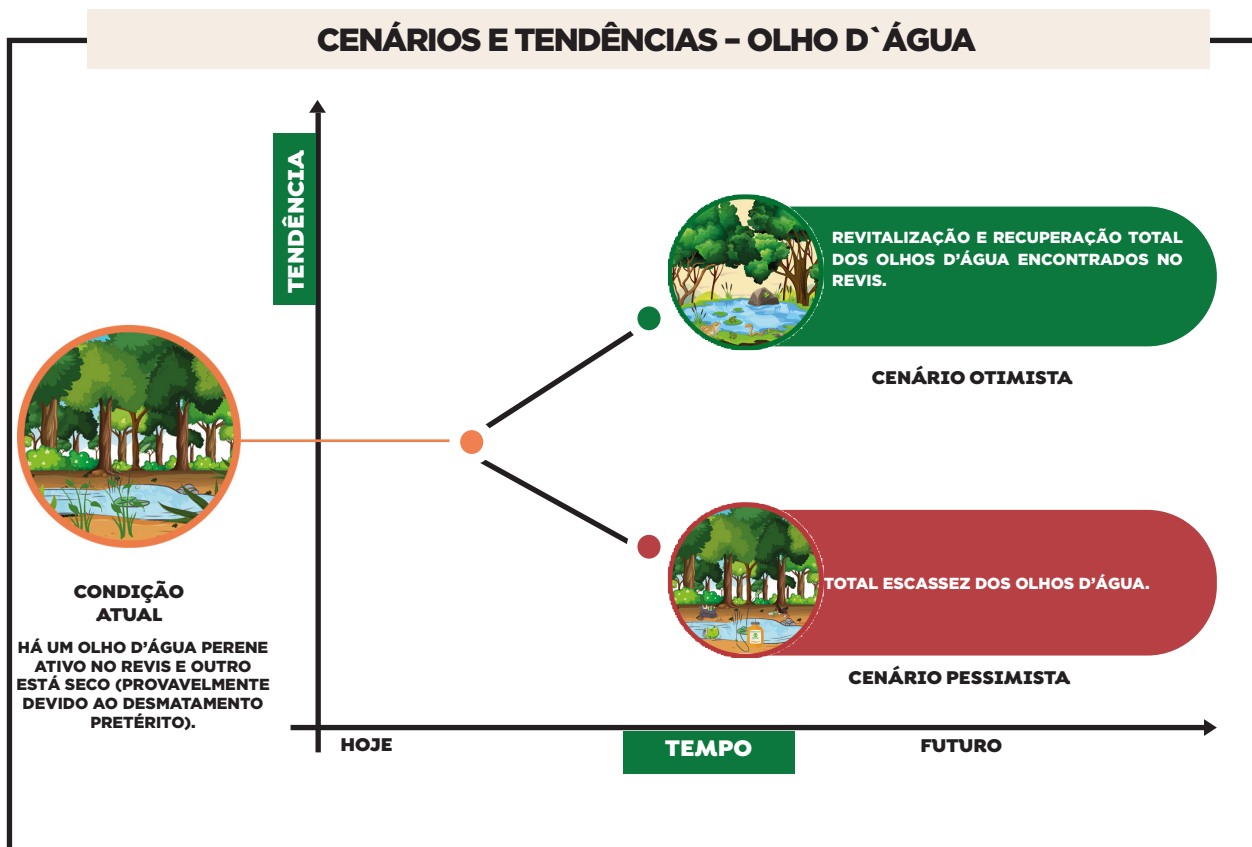 CENÁRIOS E TENDÊNCIAS – OLHO D`ÁGUA
TENDÊNCIA
REVITALIZAÇÃO E RECUPERAÇÃO TOTAL
DOS OLHOS D’ÁGUA ENCONTRADOS NO
REVIS.
CENÁRIO OTIMISTA
CONDIÇÃO
ATUAL
HÁ UM OLHO D’ÁGUA PERENE
ATIVO NO REVIS E OUTRO
ESTÁ SECO (PROVAVELMENTE
DEVIDO AO DESMATAMENTO
PRETÉRITO).
TOTAL ESCASSEZ DOS OLHOS D’ÁGUA.
CENÁRIO PESSIMISTA
HOJE
TEMPO
FUTURO